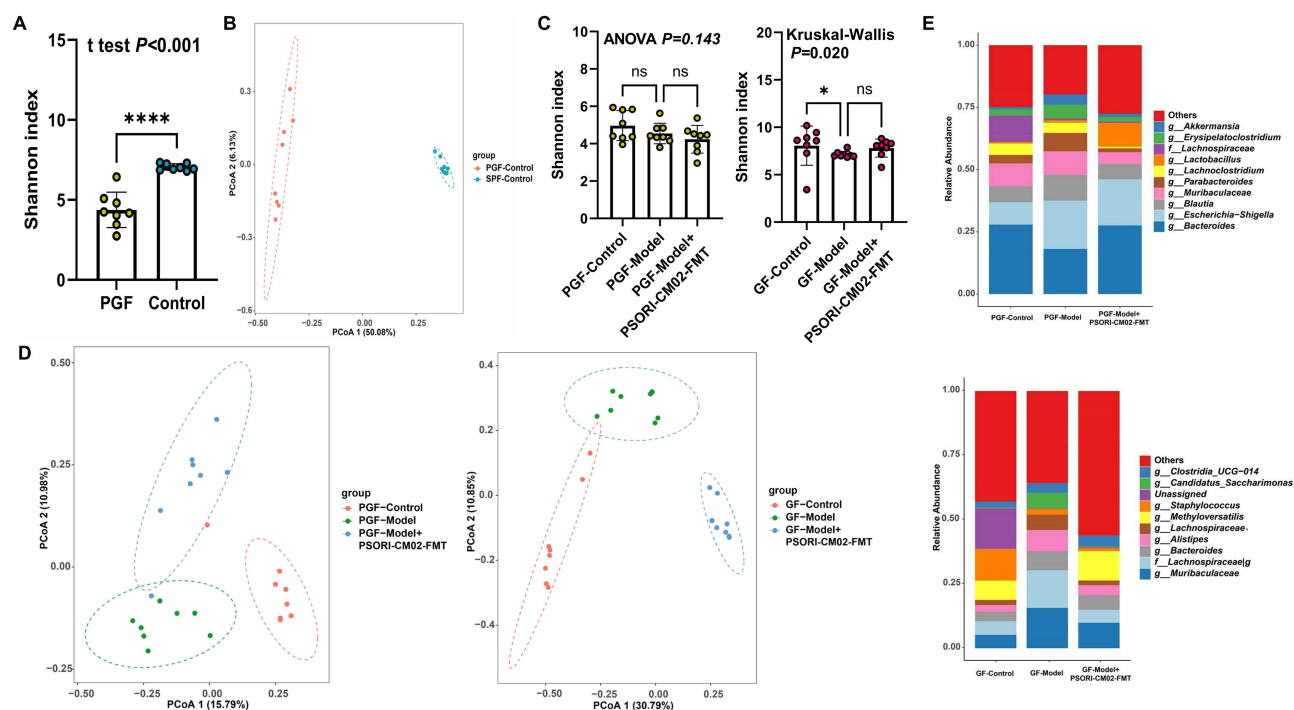 A
t test P<0.001
****
Shannon index
15
10
5
0
PGF
Control
B
0.6
0.3
0.0
−0.3
−0.6
PCoA 2 (6.13%)
−0.50
−0.25
0.00
0.25
0.50
PCoA 1 (50.08%)
group
PGF-Control
SPF-Control
C
ANOVA P=0.143
ns
ns
Shannon index
10
8
6
4
2
0
PGF-Control
PGF-Model
PGF-Model+
PSORI-CM02-FMT
Kruskal-Wallis
P=0.020
*
ns
Shannon index
20
15
10
5
0
GF-Control
GF-Model
GF-Model+
PSORI-CM02-FMT
D
0.50
0.25
0.00
−0.25
PCoA 2 (10.98%)
−0.50
−0.25
0.00
0.25
0.50
PCoA 1 (15.79%)
group
PGF−Control
PGF−Model
PGF−Model+
PSORI-CM02-FMT
0.4
0.2
0.0
−0.2
−0.4
PCoA 2 (10.85%)
−0.50
−0.25
0.00
0.25
PCoA 1 (30.79%)
group
GF−Control
GF−Model
GF−Model+
PSORI-CM02-FMT
E
1.00
0.75
0.50
0.25
0.00
Relative Abundance
PGF-Control
PGF-Model
PGF-Model+
PSORI-CM02-FMT
Others
g__Akkermansia
g__Erysipelatoclostridium
f__Lachnospiraceae
g__Lactobacillus
g__Lachnoclostridium
g__Parabacteroides
g__Muribaculaceae
g__Blautia
g__Escherichia−Shigella
g__Bacteroides
1.00
0.75
0.50
0.25
0.00
Relative Abundance
GF-Control
GF-Model
GF-Model+
PSORI-CM02-FMT
Others
g__Clostridia_UCG−014
g__Candidatus_Saccharimonas
Unassigned
g__Staphylococcus
g__Methyloversatilis
g__Lachnospiraceae
g__Alistipes
g__Bacteroides
f__Lachnospiraceae|g
g__Muribaculaceae